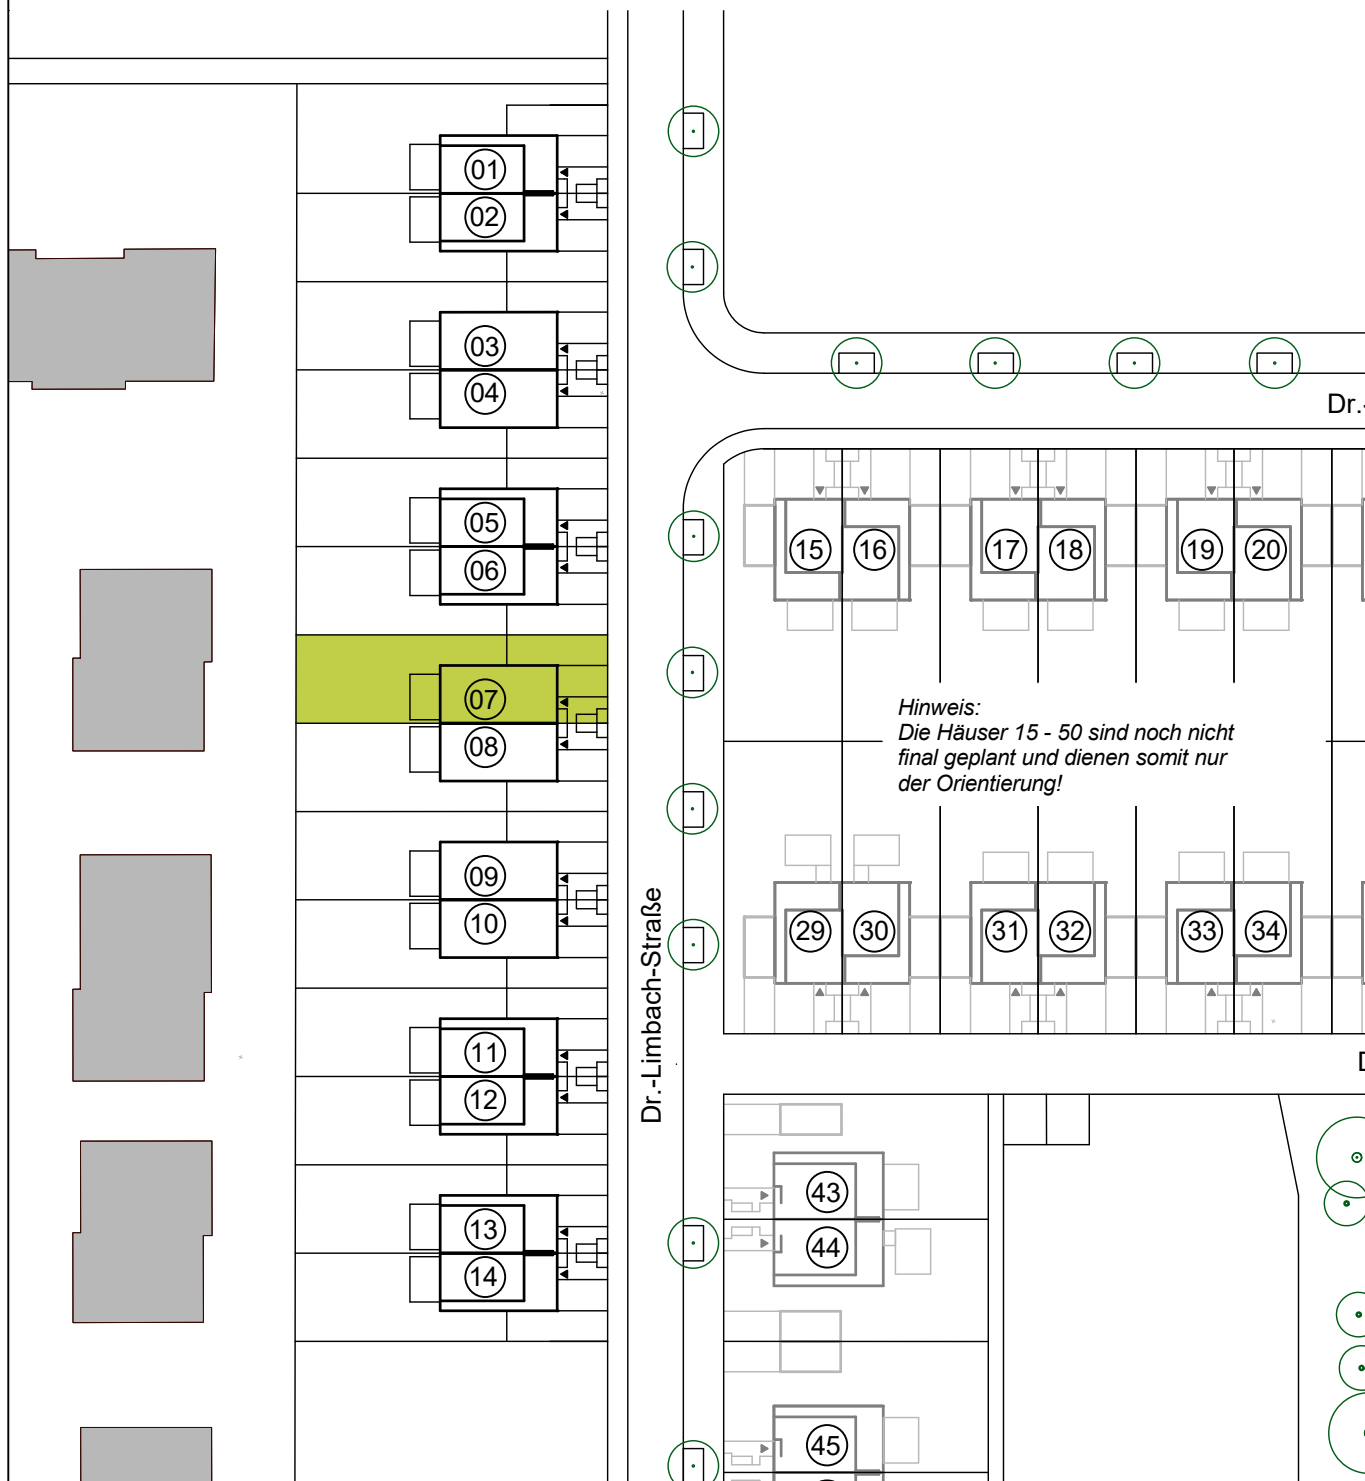 01
02
03
04
05
06
07
08
09
10
11
12
13
14
Dr.-Limbach-Straße
Dr.-
15 16 17 18 19 20
Hinweis:
Die Häuser 15 - 50 sind noch nicht
final geplant und dienen somit nur
der Orientierung!
29 30 31 32 33 34
43
44
45